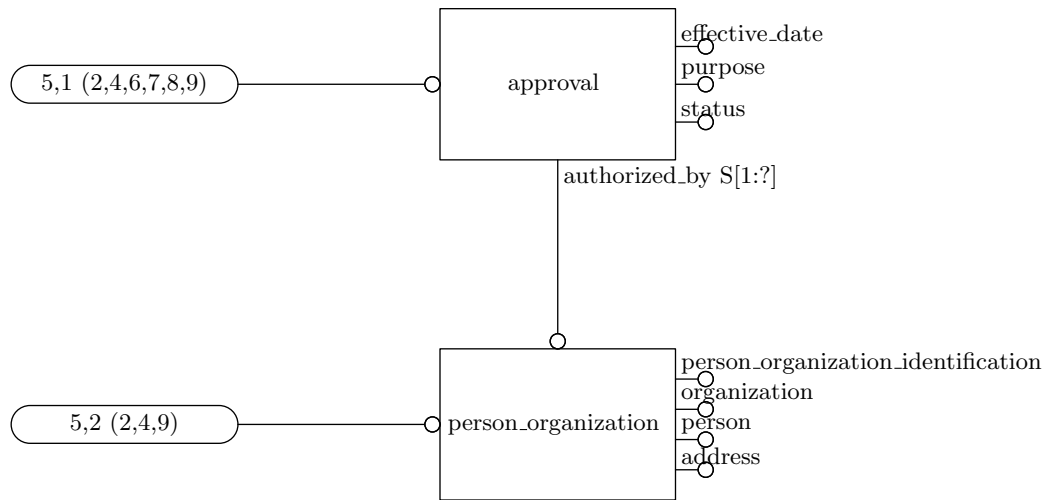 effective_date
5,1 (2,4,6,7,8,9)
approval
purpose
status
authorized_by S[1:?]
person_organization_identification
organization
5,2 (2,4,9)
person_organization
person
address